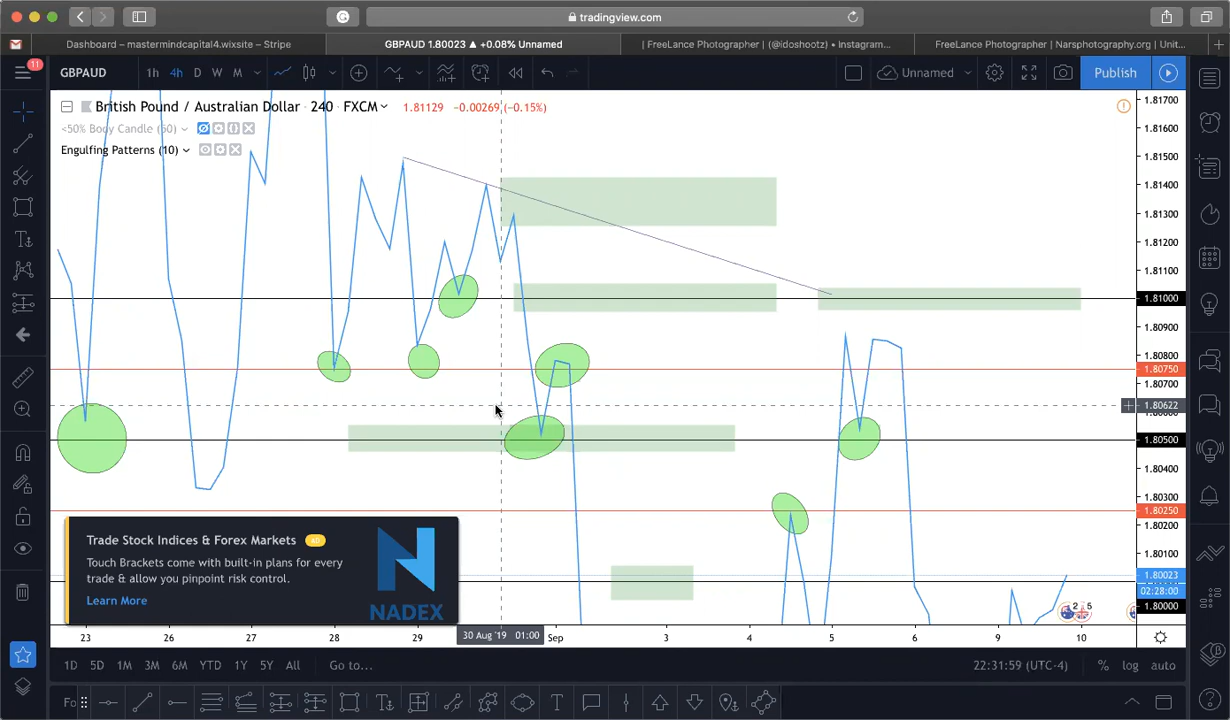 tradingview.com
Dashboard – mastermindcapital4.wixsite – Stripe
GBPAUD 1.80023 ▲ +0.08% Unnamed
| FreeLance Photographer | (@idoshootz) • Instagram...
FreeLance Photographer | Narsphotography.org | Unit...
11
GBPAUD
1h 4h D W M
Unnamed
Publish
British Pound / Australian Dollar · 240 · FXCM
1.81129 −0.00269 (−0.15%)
<50% Body Candle (50)
Engulfing Patterns (10)
1.81700
1.81600
1.81500
1.81400
1.81300
1.81200
1.81100
1.81000
1.80900
1.80800
1.80750
1.80700
1.80622
1.80500
1.80400
1.80300
1.80250
1.80200
1.80100
1.80023
02:28:00
1.80000
Trade Stock Indices & Forex Markets AD
Touch Brackets come with built-in plans for every
trade & allow you pinpoint risk control.
Learn More
NADEX
2 5
23 26 27 28 29 30 Aug '19 01:00 Sep 3 4 5 6 9 10
1D 5D 1M 3M 6M YTD 1Y 5Y All Go to... 22:31:59 (UTC-4) % log auto
Fo